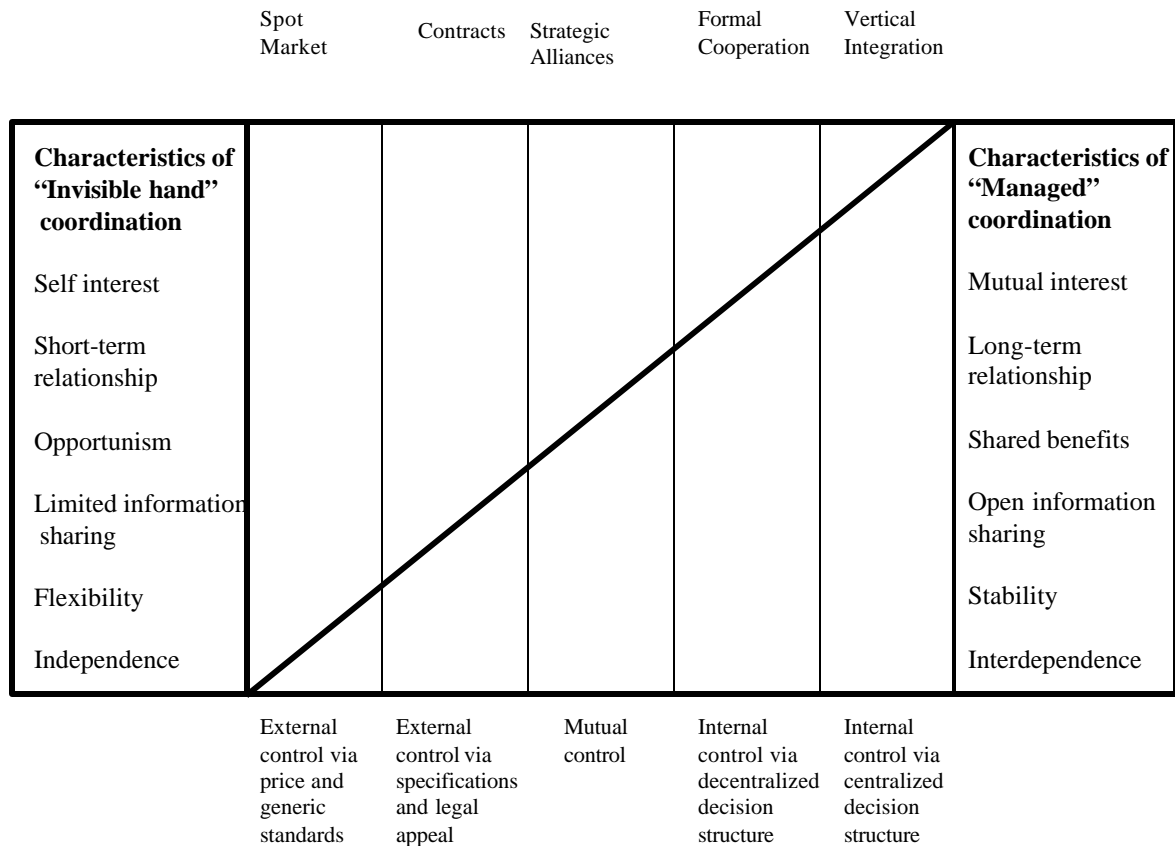 Spot
Market
Contracts
Strategic
Alliances
Formal
Cooperation
Vertical
Integration
Characteristics of
“Invisible hand”
coordination
Self interest
Short-term
relationship
Opportunism
Limited information
sharing
Flexibility
Independence
Characteristics of
“Managed”
coordination
Mutual interest
Long-term
relationship
Shared benefits
Open information
sharing
Stability
Interdependence
External
control via
price and
generic
standards
External
control via
specifications
and legal
appeal
Mutual
control
Internal
control via
decentralized
decision
structure
Internal
control via
centralized
decision
structure